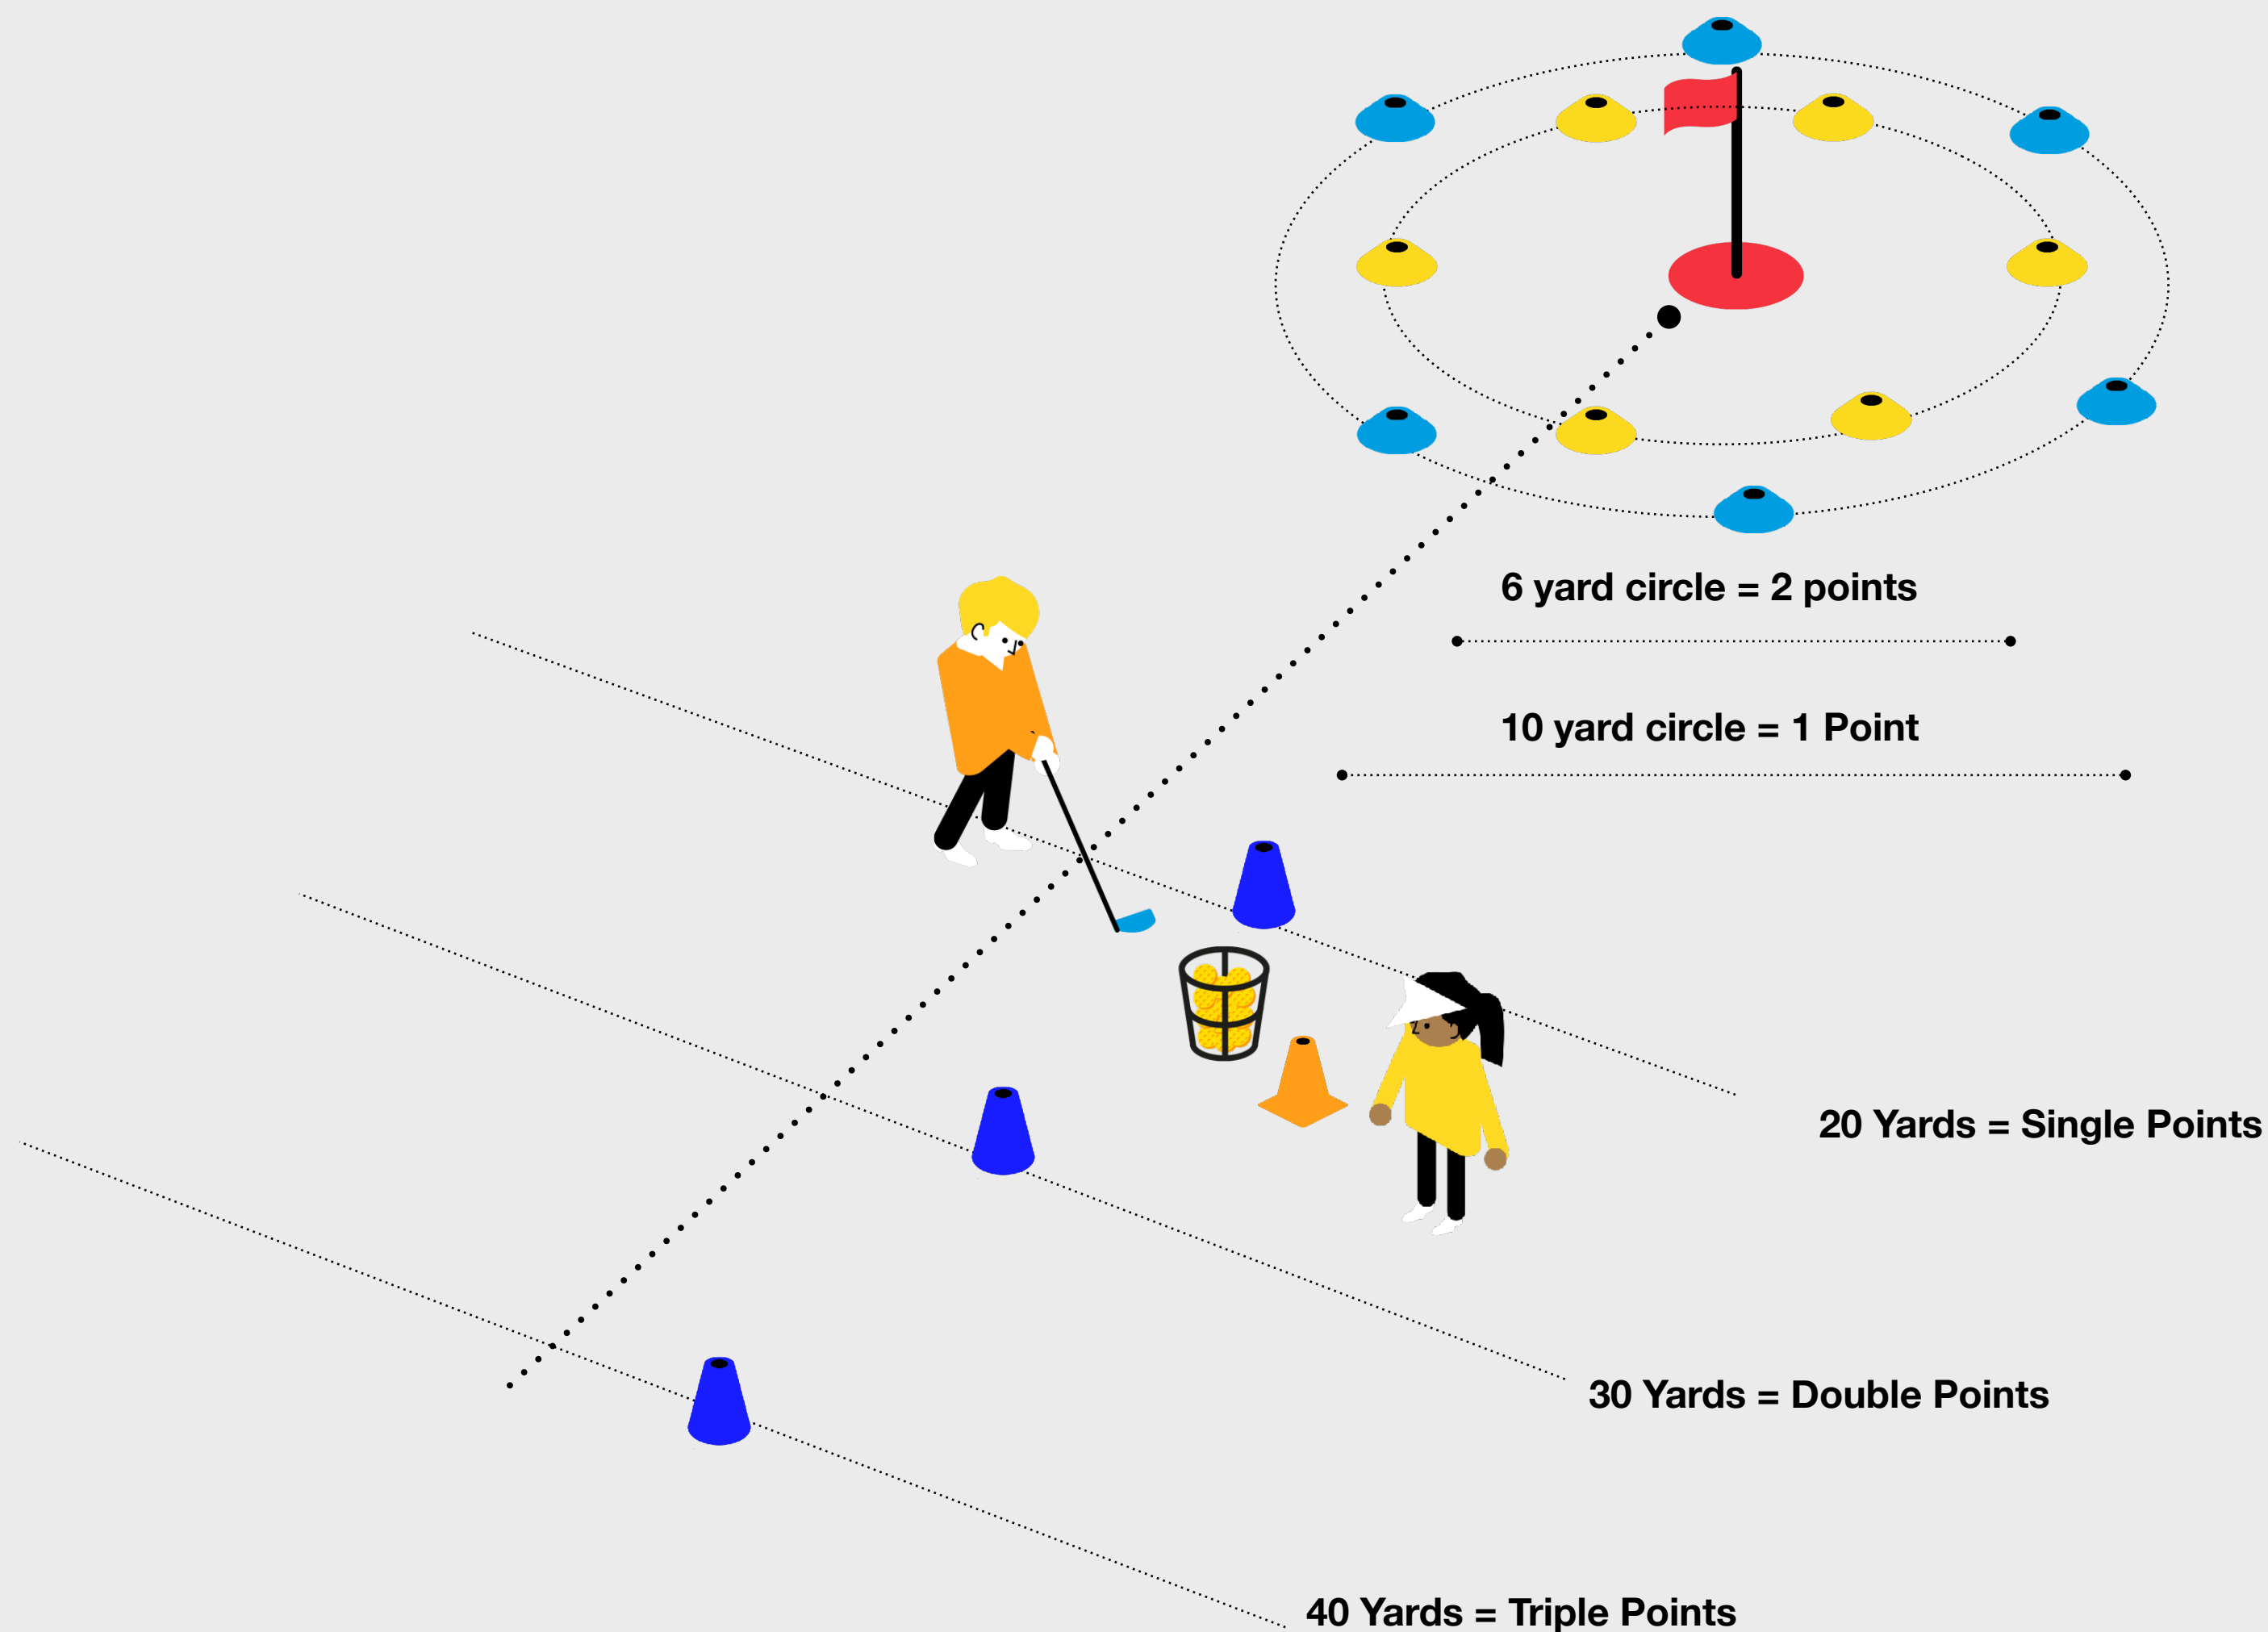 6 yard circle = 2 points
10 yard circle = 1 Point
20 Yards = Single Points
30 Yards = Double Points
40 Yards = Triple Points